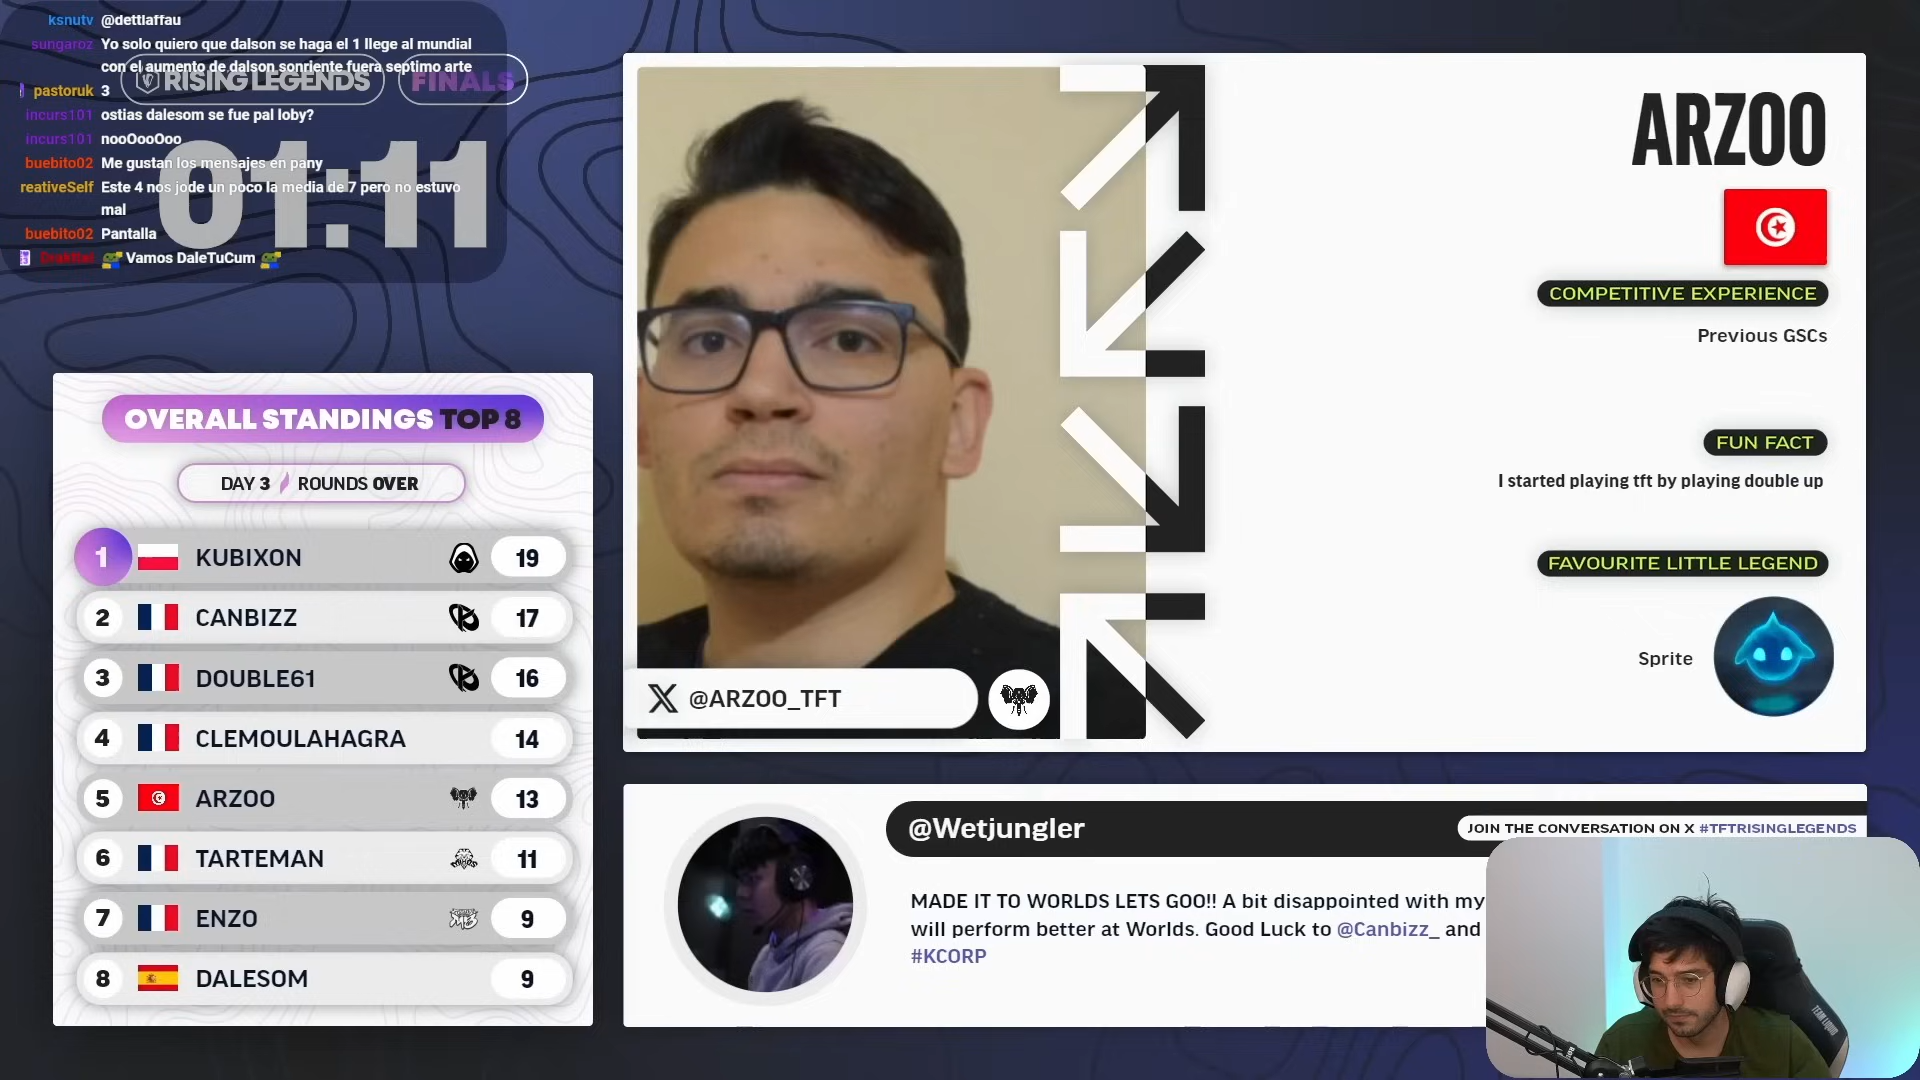 ksnutv @dettlaffau
sungaroz Yo solo quiero que dalson se haga el 1 llege al mundial
con el aumento de dalson sonriente fuera septimo arte
RISING LEGENDS FINALS
pastoruk 3
incurs101 ostias dalesom se fue pal loby?
incurs101 nooOooOoo
buebito02 Me gustan los mensajes en pany
reativeSelf Este 4 nos jode un poco la media de 7 pero no estuvo
mal
buebito02 Pantalla
Vamos DaleTuCum
01:11
OVERALL STANDINGS TOP 8
DAY 3 ROUNDS OVER
1 KUBIXON 19
2 CANBIZZ 17
3 DOUBLE61 16
4 CLEMOULAHAGRA 14
5 ARZOO 13
6 TARTEMAN 11
7 ENZO 9
8 DALESOM 9
ARZOO
COMPETITIVE EXPERIENCE
Previous GSCs
FUN FACT
I started playing tft by playing double up
FAVOURITE LITTLE LEGEND
Sprite
@ARZOO_TFT
@Wetjungler
JOIN THE CONVERSATION ON X #TFTRISINGLEGENDS
MADE IT TO WORLDS LETS GOO!! A bit disappointed with my
will perform better at Worlds. Good Luck to @Canbizz_ and
#KCORP
TEAM LIQUID